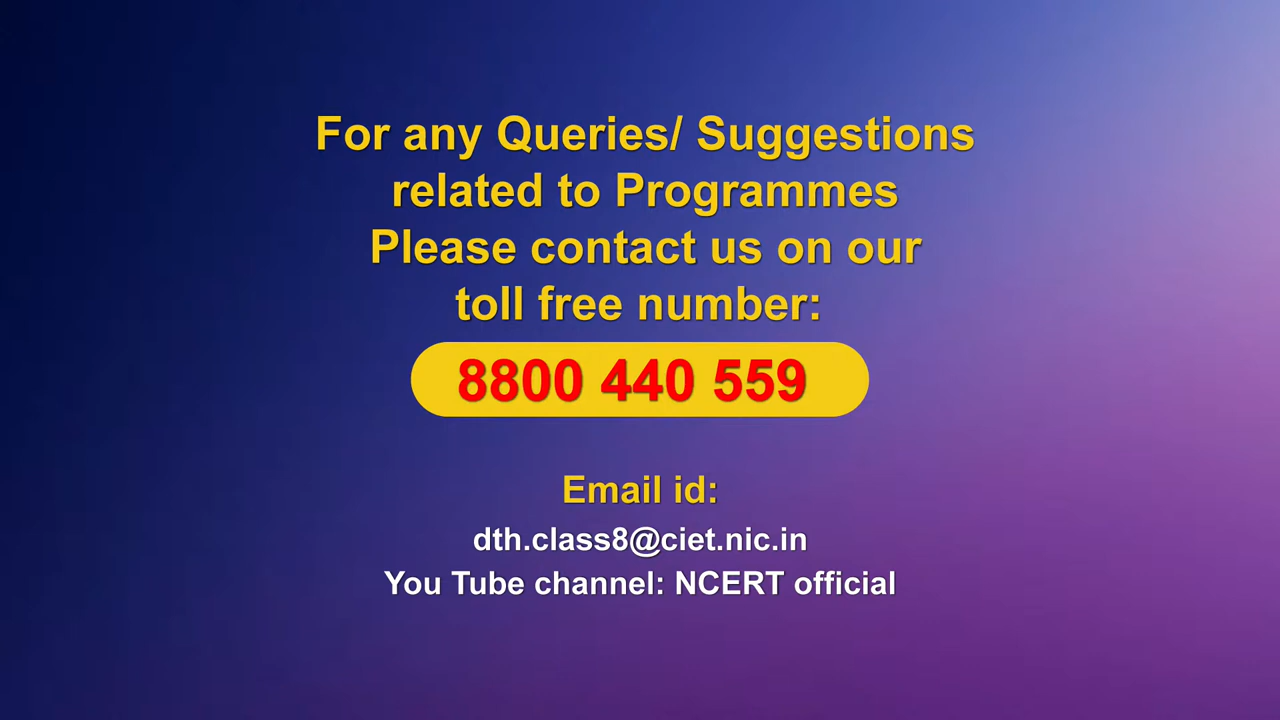 For any Queries/ Suggestions
related to Programmes
Please contact us on our
toll free number:
8800 440 559
Email id:
dth.class8@ciet.nic.in
You Tube channel: NCERT official